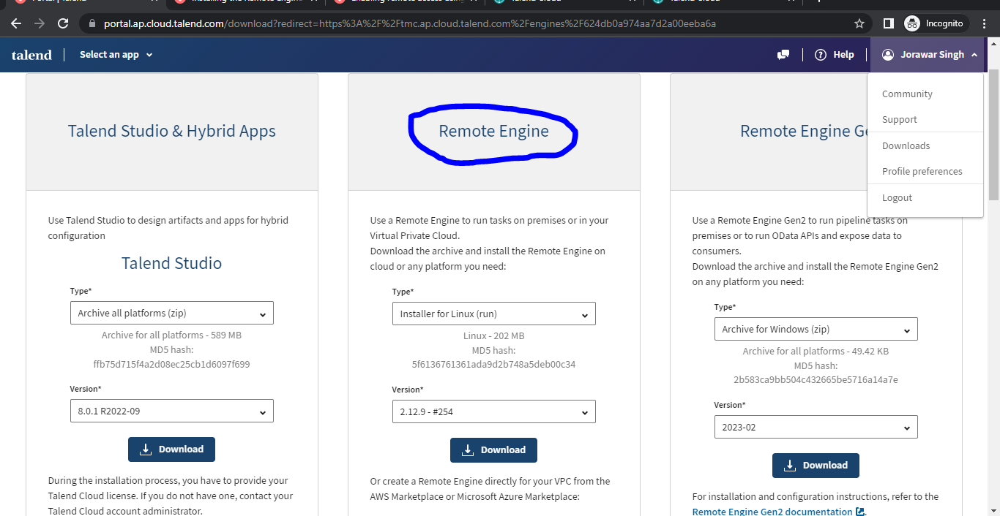 portal.ap.cloud.talend.com/download?redirect=https%3A%2F%2Ftmc.ap.cloud.talend.com%2Fengines%2F624db0a974aa7d2a00eeba6a
Incognito
talend
Select an app
Help
Jorawar Singh
Community
Support
Downloads
Profile preferences
Logout
Talend Studio & Hybrid Apps
Use Talend Studio to design artifacts and apps for hybrid
configuration
Talend Studio
Type*
Archive all platforms (zip)
Archive for all platforms - 589 MB
MD5 hash:
ffb75d715f4a2d08ec25cb1d6097f699
Version*
8.0.1 R2022-09
Download
During the installation process, you have to provide your
Talend Cloud license. If you do not have one, contact your
Talend Cloud account administrator.
Remote Engine
Use a Remote Engine to run tasks on premises or in your
Virtual Private Cloud.
Download the archive and install the Remote Engine on
cloud or any platform you need:
Type*
Installer for Linux (run)
Linux - 202 MB
MD5 hash:
5f6136761361ada9d2b748a5deb00c34
Version*
2.12.9 - #254
Download
Or create a Remote Engine directly for your VPC from the
AWS Marketplace or Microsoft Azure Marketplace:
Remote Engine Ge
Use a Remote Engine Gen2 to run pipeline tasks on
premises or to run OData APIs and expose data to
consumers.
Download the archive and install the Remote Engine Gen2
on any platform you need:
Type*
Archive for Windows (zip)
Archive for all platforms - 49.42 KB
MD5 hash:
2b583ca9bb504c432665be5716a14a7e
Version*
2023-02
Download
For installation and configuration instructions, refer to the
Remote Engine Gen2 documentation.